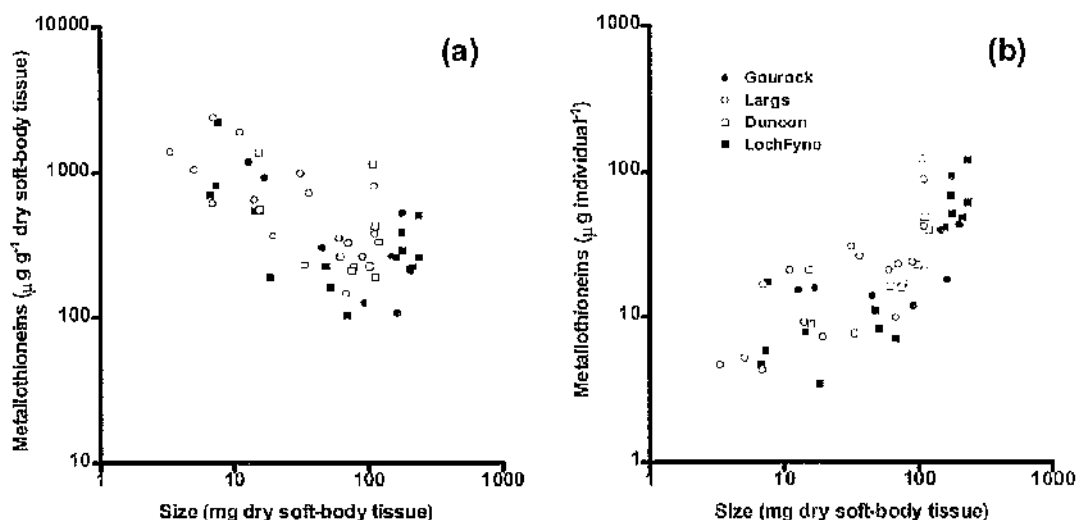 10000
(a)
1000
100
10
1
10
100
1000
Metallothioneins (μg g⁻¹ dry soft-body tissue)
Size (mg dry soft-body tissue)
1000
(b)
Gourock
Largs
Dunoon
LochFyne
100
10
1
1
10
100
1000
Metallothioneins (μg individual⁻¹)
Size (mg dry soft-body tissue)